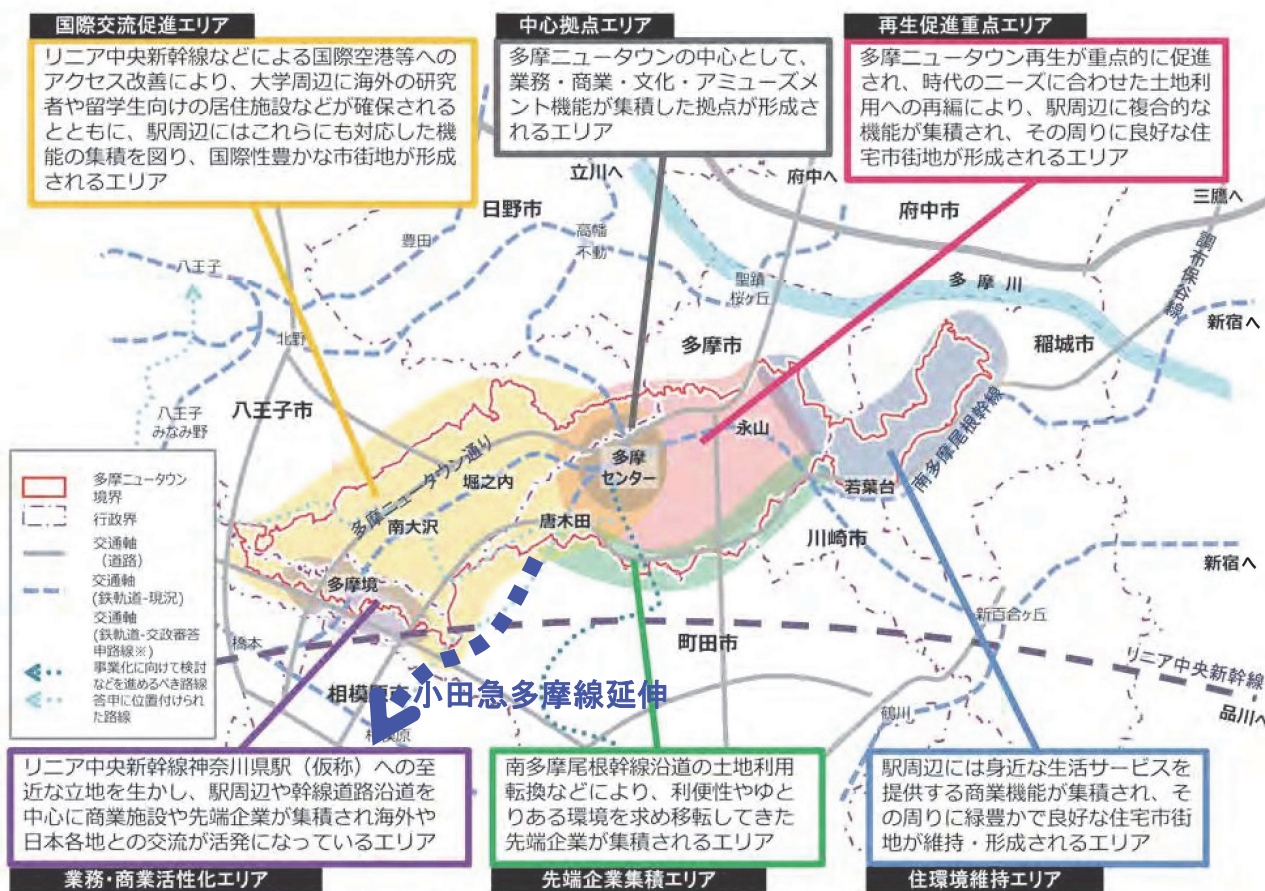 国際交流促進エリア
リニア中央新幹線などによる国際空港等への
アクセス改善により、大学周辺に海外の研究
者や留学生向けの居住施設などが確保される
とともに、駅周辺にはこれらにも対応した機
能の集積を図り、国際性豊かな市街地が形成
されるエリア
中心拠点エリア
多摩ニュータウンの中心として、
業務・商業・文化・アミューズメ
ント機能が集積した拠点が形成さ
れるエリア
再生促進重点エリア
多摩ニュータウン再生が重点的に促進
され、時代のニーズに合わせた土地利
用への再編により、駅周辺に複合的な
機能が集積され、その周りに良好な住
宅市街地が形成されるエリア
立川へ
府中へ
三鷹へ
日野市
府中市
豊田
高幡
不動
八王子
聖蹟
桜ヶ丘
多摩川
調布保谷線
新宿へ
北野
多摩市
稲城市
八王子市
八王子
みなみ野
永山
多摩
センター
南多摩尾根幹線
多摩ニュータウン通り
堀之内
若葉台
南大沢
唐木田
川崎市
多摩境
新宿へ
新百合ヶ丘
橋本
町田市
リニア中央新幹線
品川へ
相模原市
小田急多摩線延伸
鶴川
相模原
多摩ニュータウン
境界
行政界
交通軸
(道路)
交通軸
(鉄軌道-現況)
交通軸
(鉄軌道-交政審答
申路線※)
事業化に向けて検討
などを進めるべき路線
答申に位置付けられ
た路線
リニア中央新幹線神奈川県駅(仮称)への至
近な立地を生かし、駅周辺や幹線道路沿道を
中心に商業施設や先端企業が集積され海外や
日本各地との交流が活発になっているエリア
業務・商業活性化エリア
南多摩尾根幹線沿道の土地利用
転換などにより、利便性やゆと
りある環境を求め移転してきた
先端企業が集積されるエリア
先端企業集積エリア
駅周辺には身近な生活サービスを
提供する商業機能が集積され、そ
の周りに緑豊かで良好な住宅市街
地が維持・形成されるエリア
住環境維持エリア